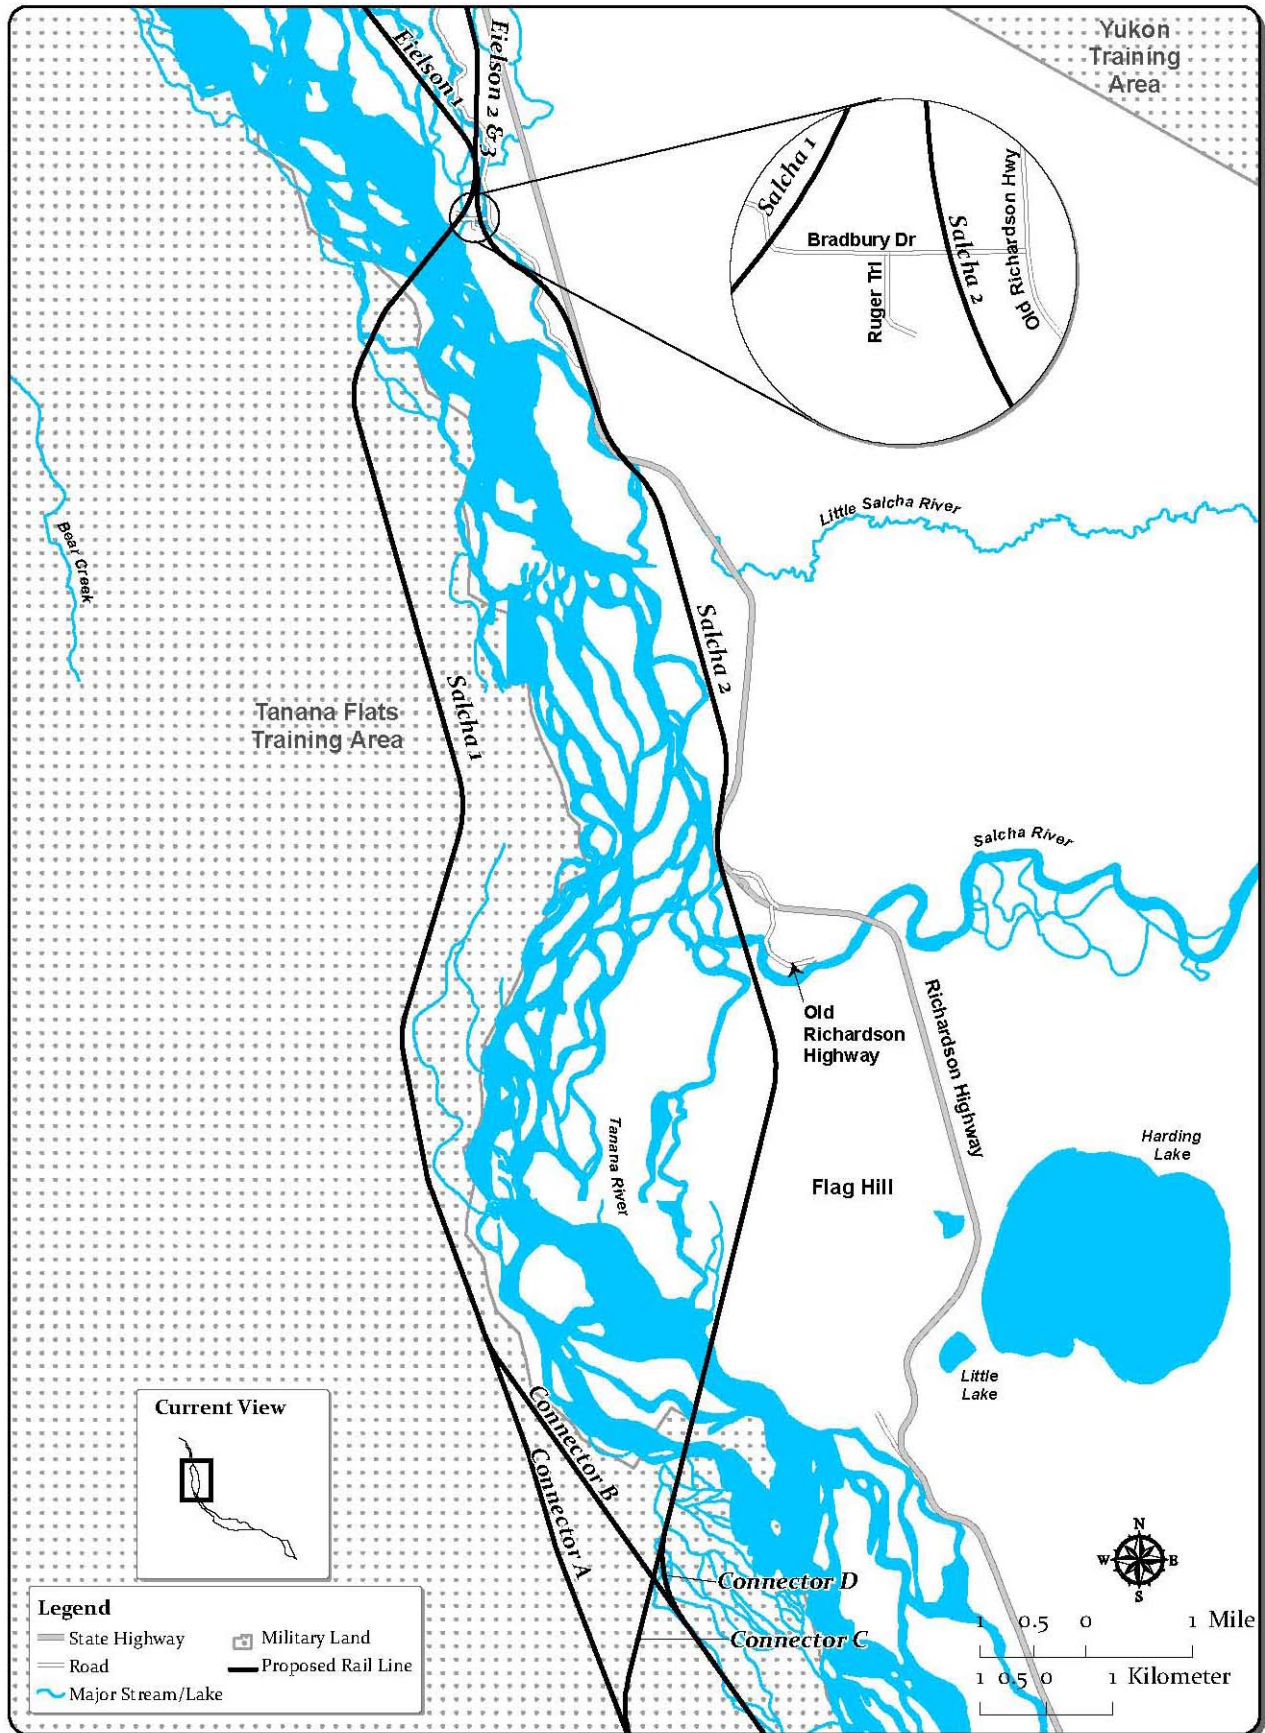 Yukon
Training
Area
Eielson 1
Eielson 2 & 3
Salcha 1
Bradbury Dr
Ruger Trl
Salcha 2
Old Richardson Hwy
Little Salcha River
Bear Creek
Salcha 2
Salcha 1
Tanana Flats
Training Area
Salcha River
Old
Richardson
Highway
Richardson Highway
Tanana River
Harding
Lake
Flag Hill
Little
Lake
Connector B
Connector A
Connector D
Connector C
Current View
N
W
E
S
Legend
State Highway
Road
Major Stream/Lake
Military Land
Proposed Rail Line
1 0.5 0 1 Mile
1 0.5 0 1 Kilometer